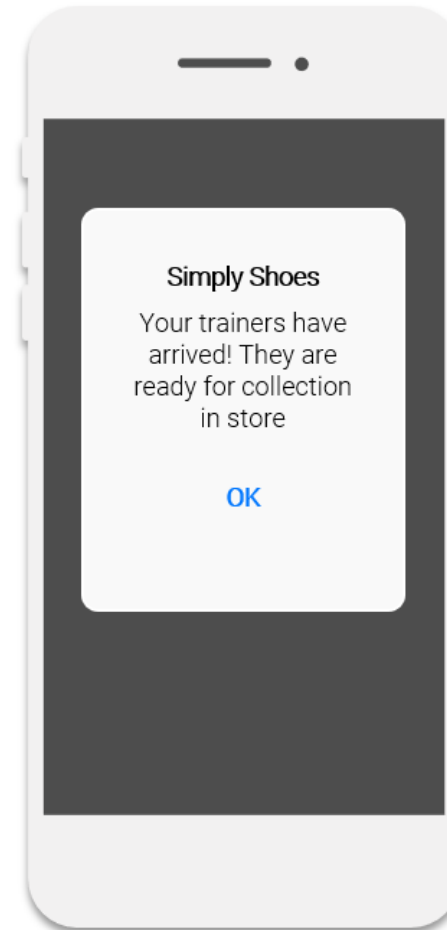 Simply Shoes
Your trainers have
arrived! They are
ready for collection
in store
OK